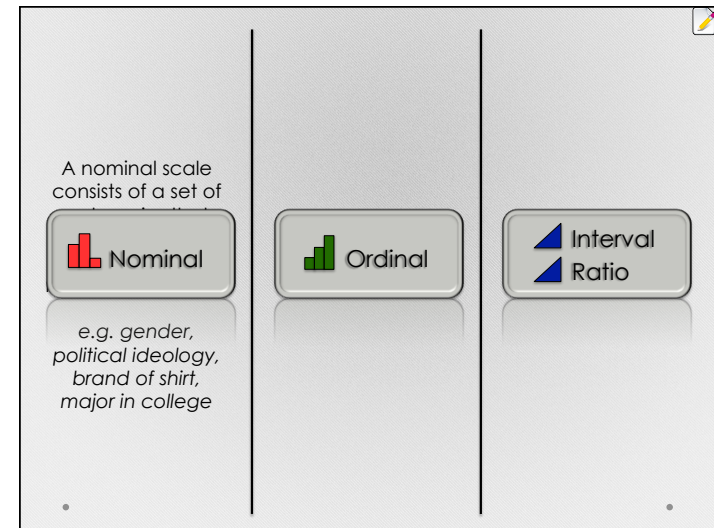 A nominal scale
consists of a set of
Nominal
e.g. gender,
political ideology,
brand of shirt,
major in college
Ordinal
Interval
Ratio